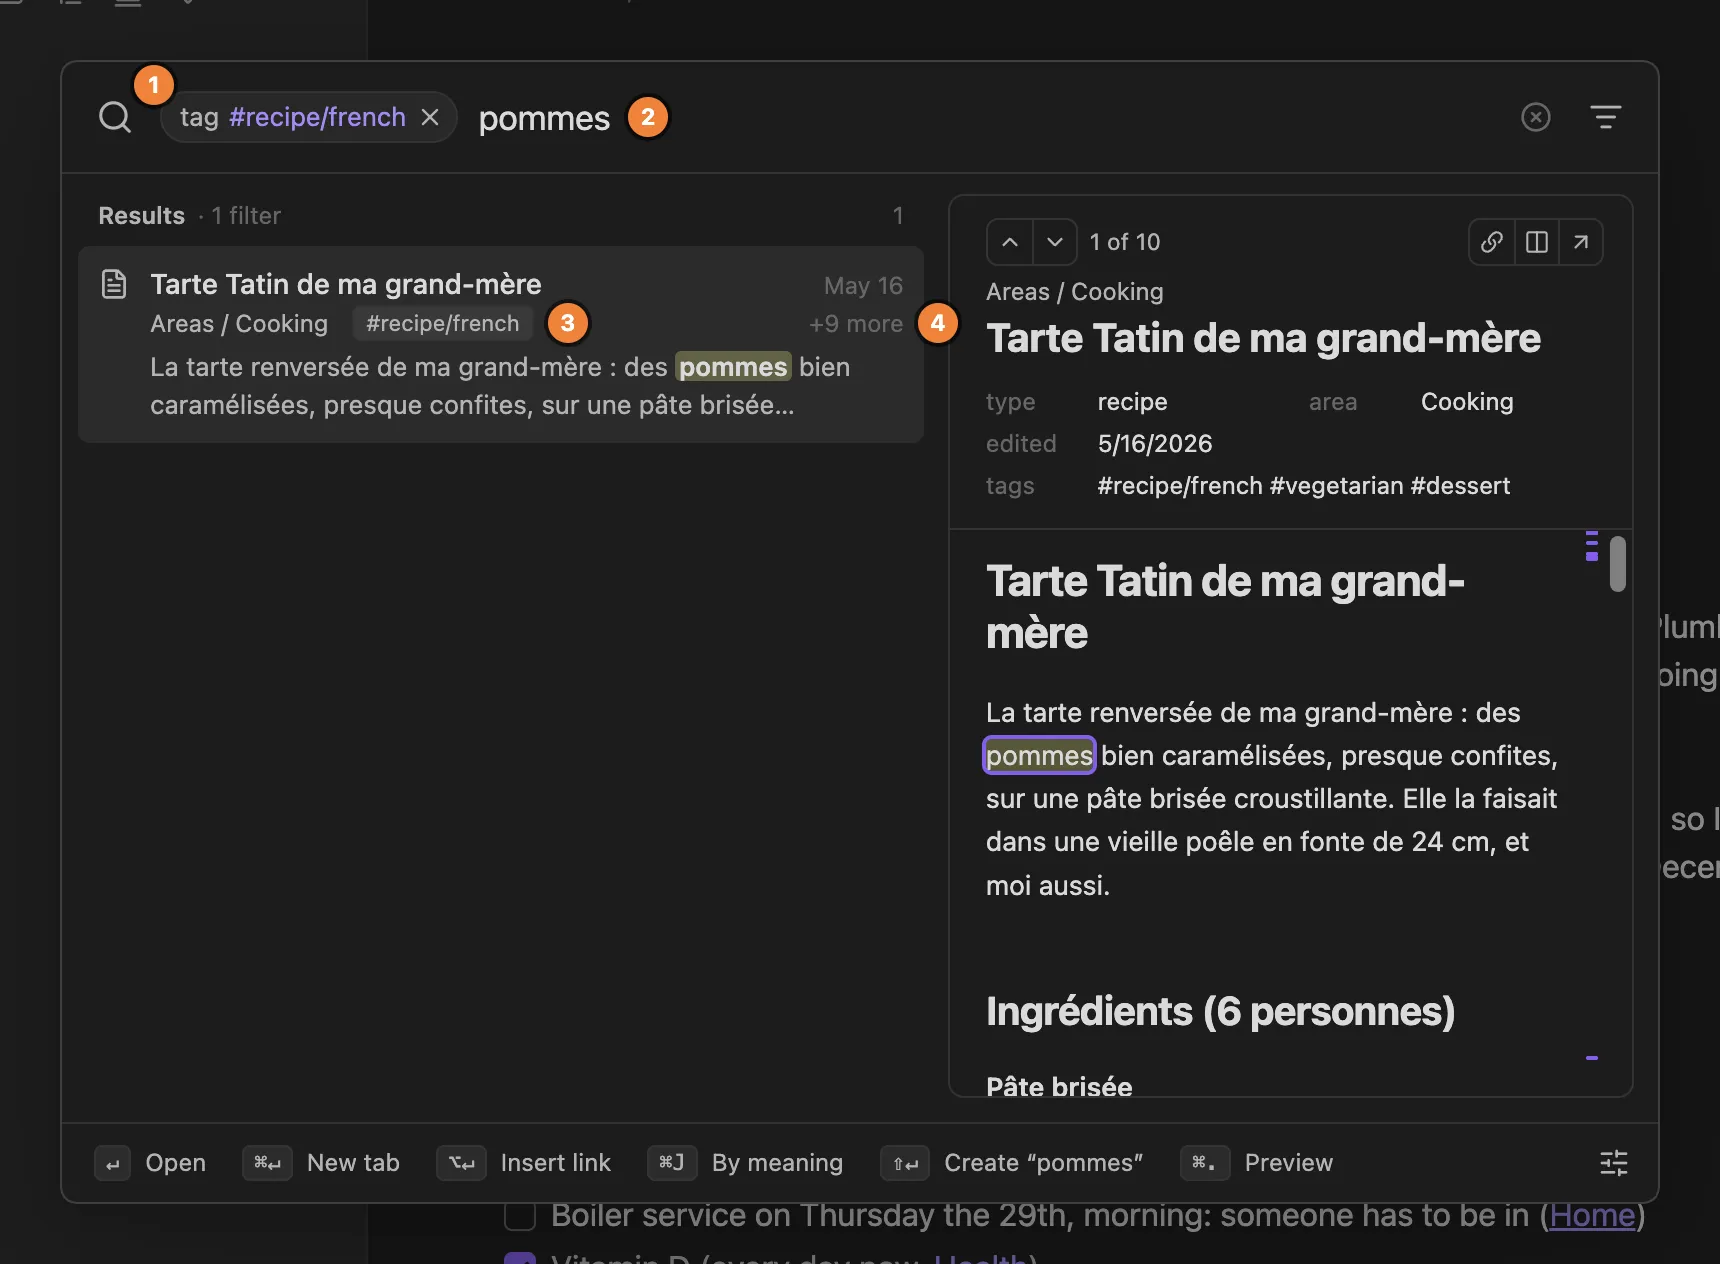 1
tag #recipe/french
pommes
2
Results · 1 filter
1
Tarte Tatin de ma grand-mère
May 16
Areas / Cooking
#recipe/french
3
+9 more
La tarte renversée de ma grand-mère : des pommes bien
caramélisées, presque confites, sur une pâte brisée...
4
1 of 10
Areas / Cooking
Tarte Tatin de ma grand-mère
type recipe area Cooking
edited 5/16/2026
tags #recipe/french #vegetarian #dessert
Tarte Tatin de ma grand-
mère
La tarte renversée de ma grand-mère : des
pommes bien caramélisées, presque confites,
sur une pâte brisée croustillante. Elle la faisait
dans une vieille poêle en fonte de 24 cm, et
moi aussi.
Ingrédients (6 personnes)
Pâte brisée
so
↵ Open
⌘↵ New tab
⌥↵ Insert link
⌘J By meaning
⇧↵ Create “pommes”
⌘. Preview
Boiler service on Thursday the 29th, morning: someone has to be in (Home)
Vitamin D (every day now, Health)